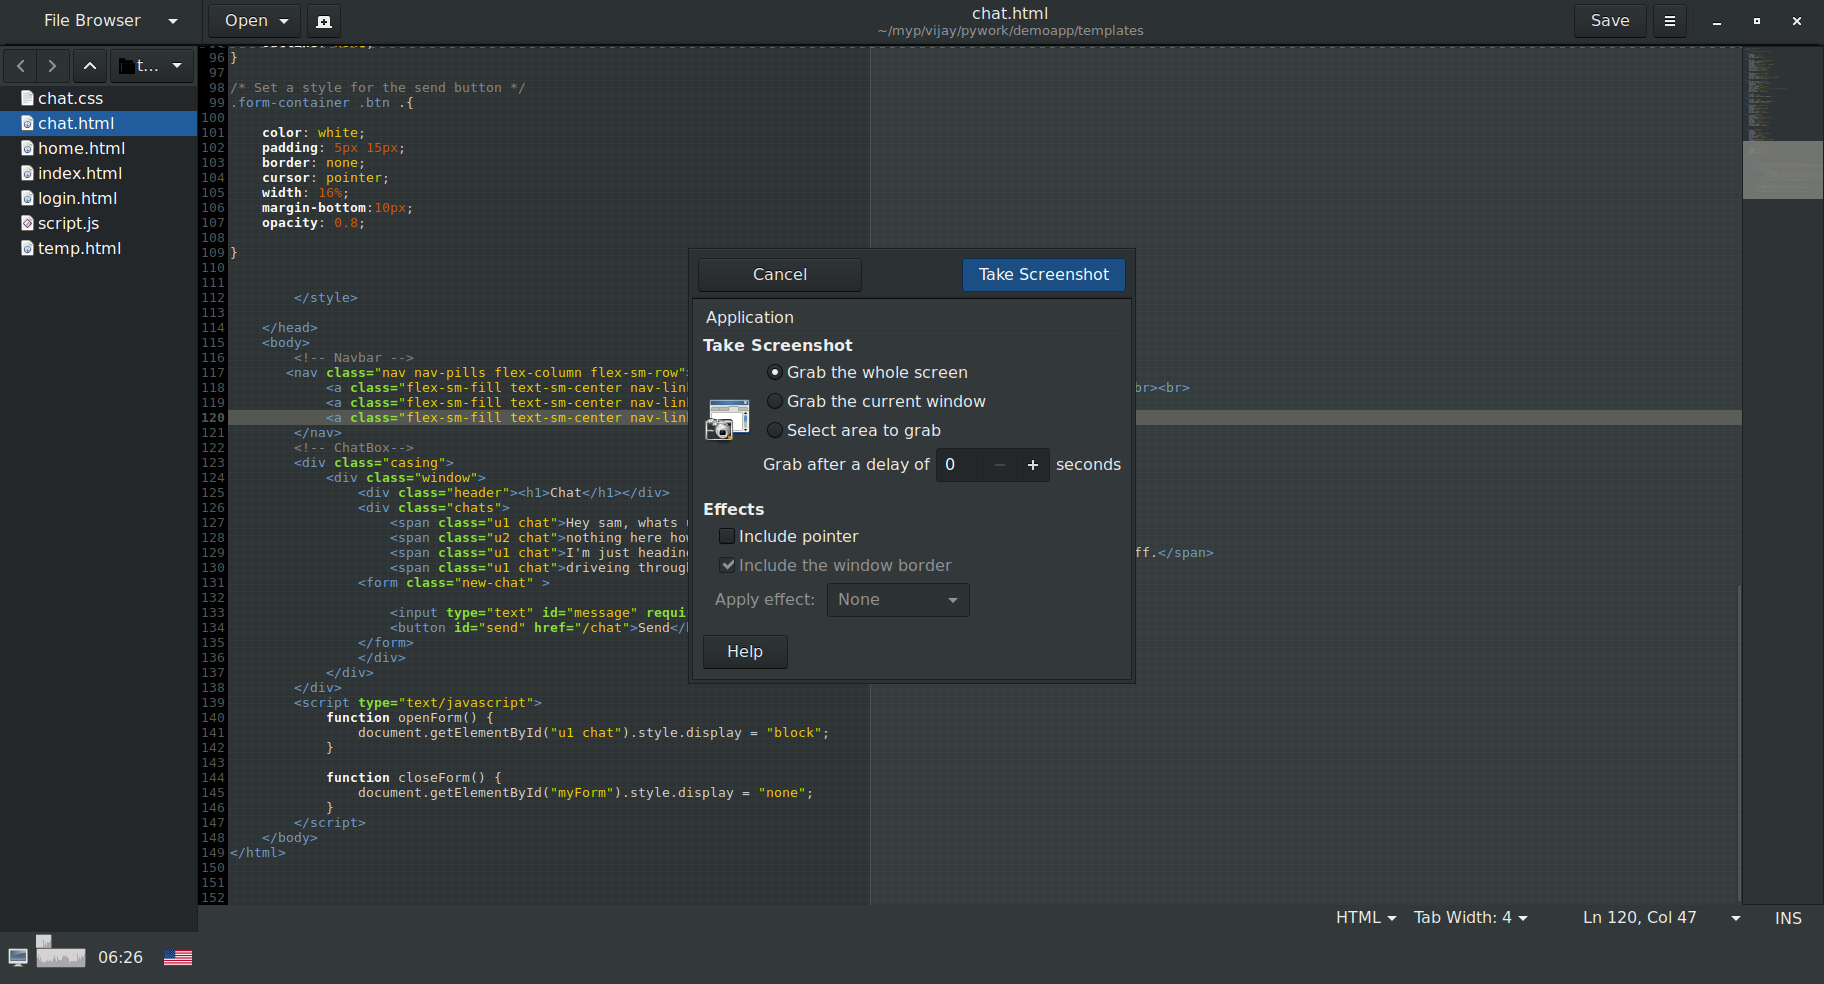 File Browser
Open
chat.html
~/myp/vijay/pywork/demoapp/templates
Save
t...
chat.css
chat.html
home.html
index.html
login.html
script.js
temp.html
96 }
97
98 /* Set a style for the send button */
99 .form-container .btn .{
100
101 color: white;
102 padding: 5px 15px;
103 border: none;
104 cursor: pointer;
105 width: 16%;
106 margin-bottom:10px;
107 opacity: 0.8;
108
109 }
110
111
112 </style>
113
114 </head>
115 <body>
116 <!-- Navbar -->
117 <nav class="nav nav-pills flex-column flex-sm-row"
118 <a class="flex-sm-fill text-sm-center nav-lin br><br>
119 <a class="flex-sm-fill text-sm-center nav-lin
120 <a class="flex-sm-fill text-sm-center nav-lin
121 </nav>
122 <!-- ChatBox-->
123 <div class="casing">
124 <div class="window">
125 <div class="header"><h1>Chat</h1></div>
126 <div class="chats">
127 <span class="u1 chat">Hey sam, whats
128 <span class="u2 chat">nothing here ho
129 <span class="u1 chat">I'm just heading ff.</span>
130 <span class="u1 chat">driveing through
131 <form class="new-chat" >
132
133 <input type="text" id="message" requi
134 <button id="send" href="/chat">Send</
135 </form>
136 </div>
137 </div>
138 </div>
139 <script type="text/javascript">
140 function openForm() {
141 document.getElementById("u1 chat").style.display = "block";
142 }
143
144 function closeForm() {
145 document.getElementById("myForm").style.display = "none";
146 }
147 </script>
148 </body>
149 </html>
150
151
152
Cancel
Take Screenshot
Application
Take Screenshot
Grab the whole screen
Grab the current window
Select area to grab
Grab after a delay of 0 − + seconds
Effects
Include pointer
Include the window border
Apply effect: None
Help
HTML Tab Width: 4 Ln 120, Col 47 INS
06:26